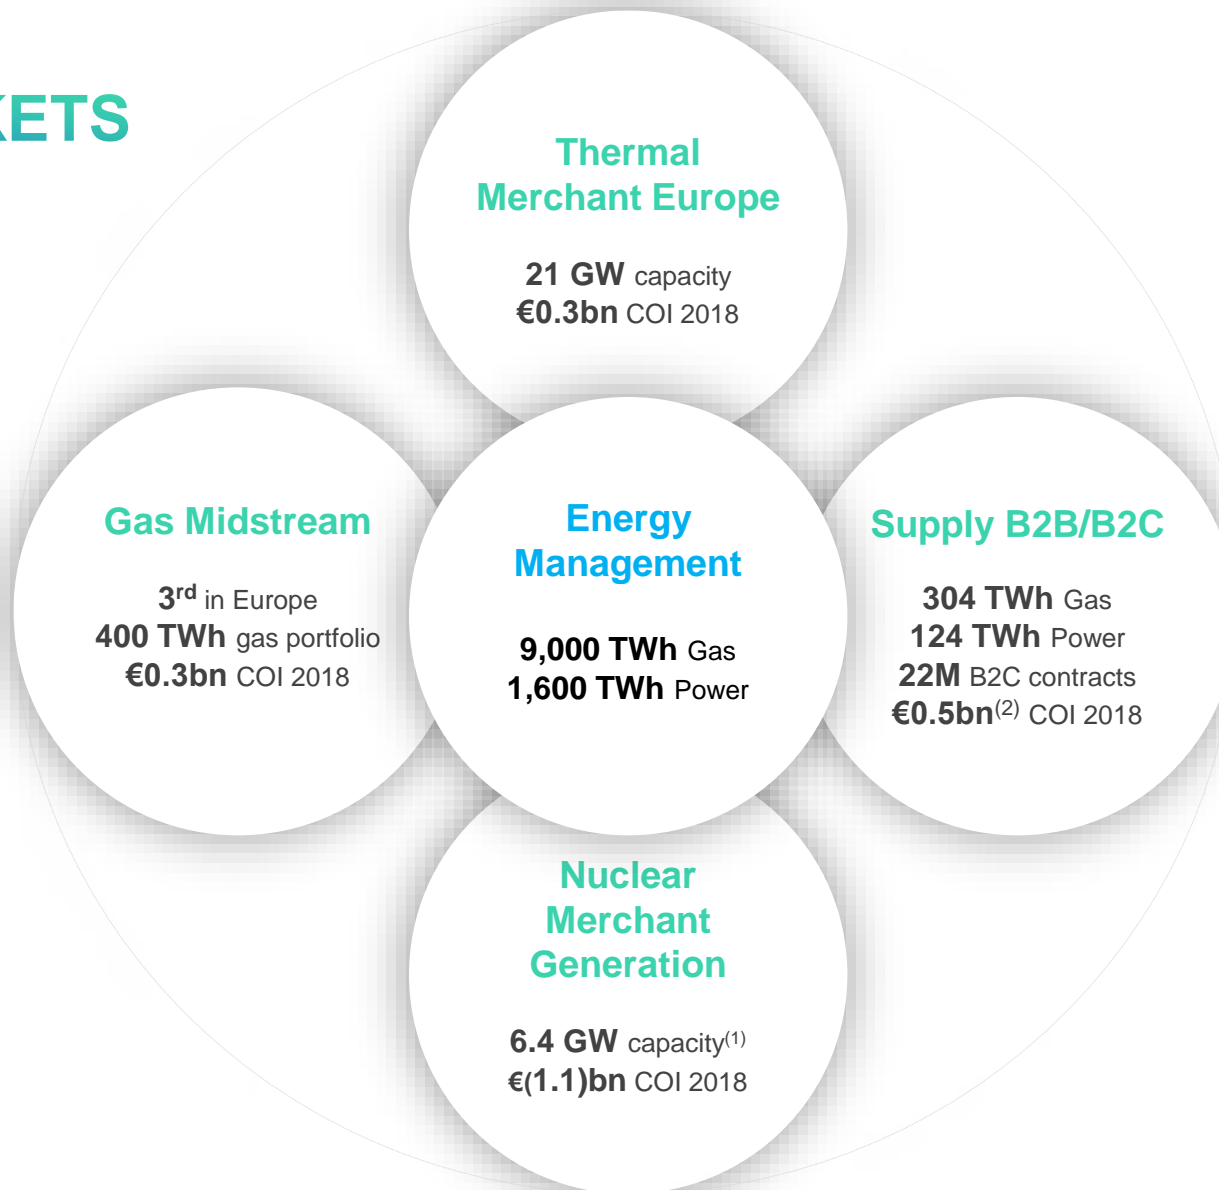 KETS
Thermal
Merchant Europe
21 GW capacity
€0.3bn COI 2018
Gas Midstream
3rd in Europe
400 TWh gas portfolio
€0.3bn COI 2018
Energy
Management
9,000 TWh Gas
1,600 TWh Power
Supply B2B/B2C
304 TWh Gas
124 TWh Power
22M B2C contracts
€0.5bn(2) COI 2018
Nuclear
Merchant
Generation
6.4 GW capacity(1)
€(1.1)bn COI 2018